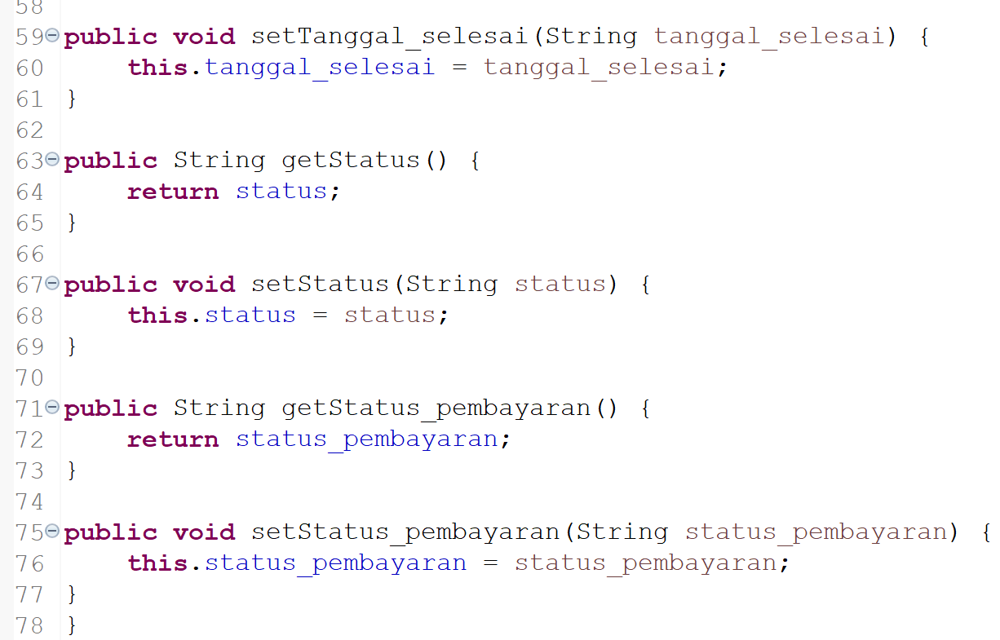 58
59 public void setTanggal_selesai(String tanggal_selesai) {
60     this.tanggal_selesai = tanggal_selesai;
61 }
62
63 public String getStatus() {
64     return status;
65 }
66
67 public void setStatus(String status) {
68     this.status = status;
69 }
70
71 public String getStatus_pembayaran() {
72     return status_pembayaran;
73 }
74
75 public void setStatus_pembayaran(String status_pembayaran) {
76     this.status_pembayaran = status_pembayaran;
77 }
78 }